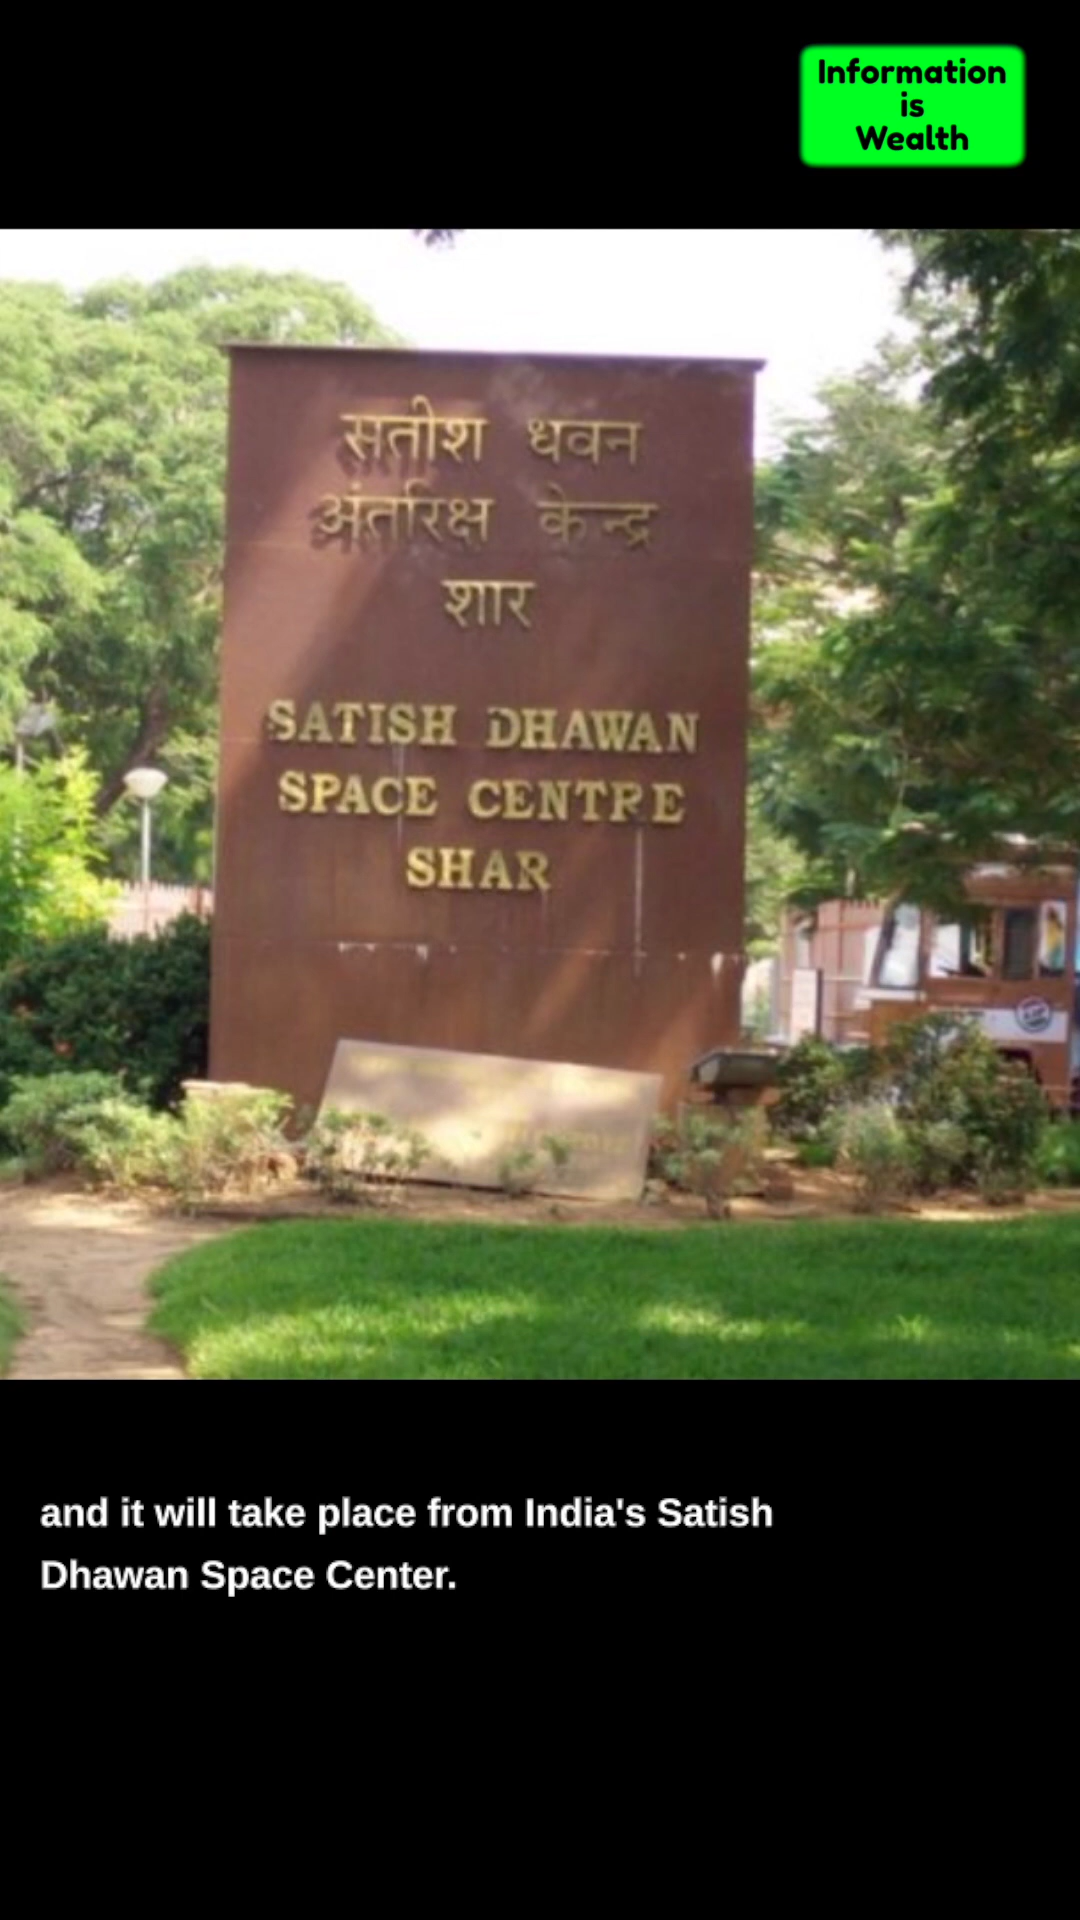 Information
is
Wealth
सतीश धवन
अंतरिक्ष केन्द्र
शार
SATISH DHAWAN
SPACE CENTRE
SHAR
and it will take place from India's Satish
Dhawan Space Center.